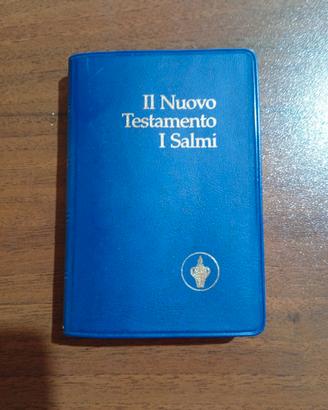 Il Nuovo
Testamento
I Salmi